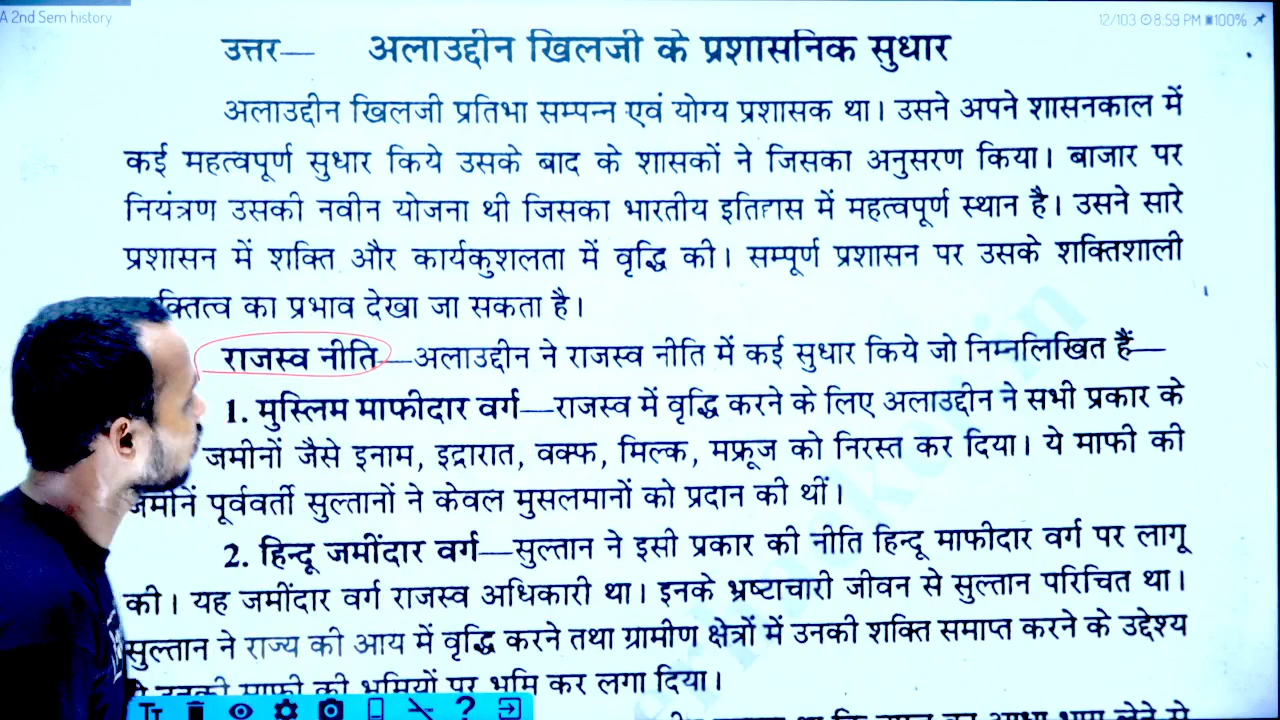 A 2nd Sem history
12/103 8:59 PM 100%
उत्तर— अलाउद्दीन खिलजी के प्रशासनिक सुधार
अलाउद्दीन खिलजी प्रतिभा सम्पन्न एवं योग्य प्रशासक था। उसने अपने शासनकाल में
कई महत्वपूर्ण सुधार किये उसके बाद के शासकों ने जिसका अनुसरण किया। बाजार पर
नियंत्रण उसकी नवीन योजना थी जिसका भारतीय इतिहास में महत्वपूर्ण स्थान है। उसने सारे
प्रशासन में शक्ति और कार्यकुशलता में वृद्धि की। सम्पूर्ण प्रशासन पर उसके शक्तिशाली
क्तित्व का प्रभाव देखा जा सकता है।
राजस्व नीति—अलाउद्दीन ने राजस्व नीति में कई सुधार किये जो निम्नलिखित हैं—
1. मुस्लिम माफीदार वर्ग—राजस्व में वृद्धि करने के लिए अलाउद्दीन ने सभी प्रकार के
जमीनों जैसे इनाम, इद्रारात, वक्फ, मिल्क, मफ्रूज को निरस्त कर दिया। ये माफी की
जमीनें पूर्ववर्ती सुल्तानों ने केवल मुसलमानों को प्रदान की थीं।
2. हिन्दू जमींदार वर्ग—सुल्तान ने इसी प्रकार की नीति हिन्दू माफीदार वर्ग पर लागू
की। यह जमींदार वर्ग राजस्व अधिकारी था। इनके भ्रष्टाचारी जीवन से सुल्तान परिचित था।
सुल्तान ने राज्य की आय में वृद्धि करने तथा ग्रामीण क्षेत्रों में उनकी शक्ति समाप्त करने के उद्देश्य
उनकी माफी की भूमियों पर भूमि कर लगा दिया।